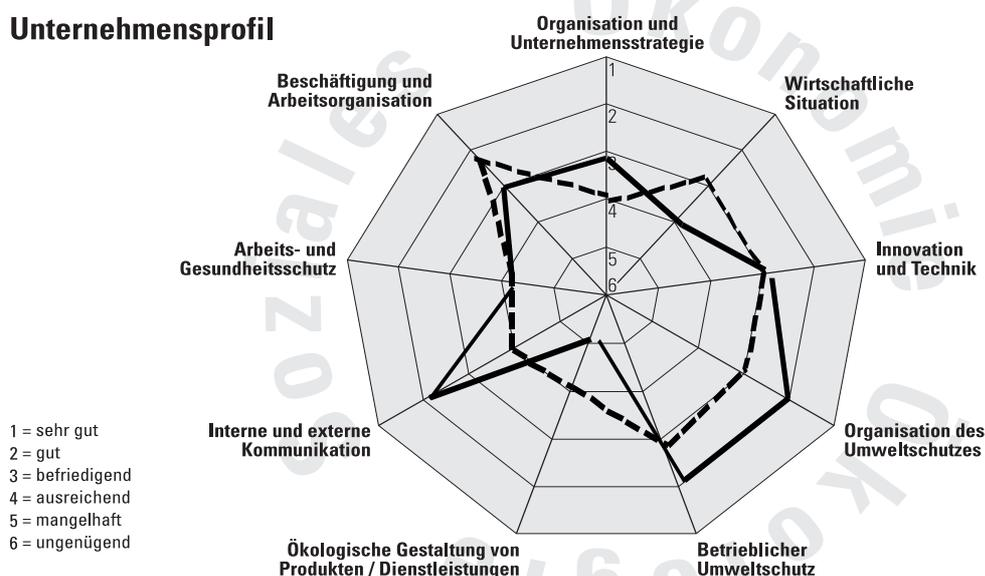 Unternehmensprofil
Organisation und
Unternehmensstrategie
Beschäftigung und
Arbeitsorganisation
Wirtschaftliche
Situation
Arbeits- und
Gesundheitsschutz
Innovation
und Technik
Interne und externe
Kommunikation
Organisation des
Umweltschutzes
Ökologische Gestaltung von
Produkten / Dienstleistungen
Betrieblicher
Umweltschutz
1
2
3
4
5
6
1 = sehr gut
2 = gut
3 = befriedigend
4 = ausreichend
5 = mangelhaft
6 = ungenügend
Ökonomie
soziales